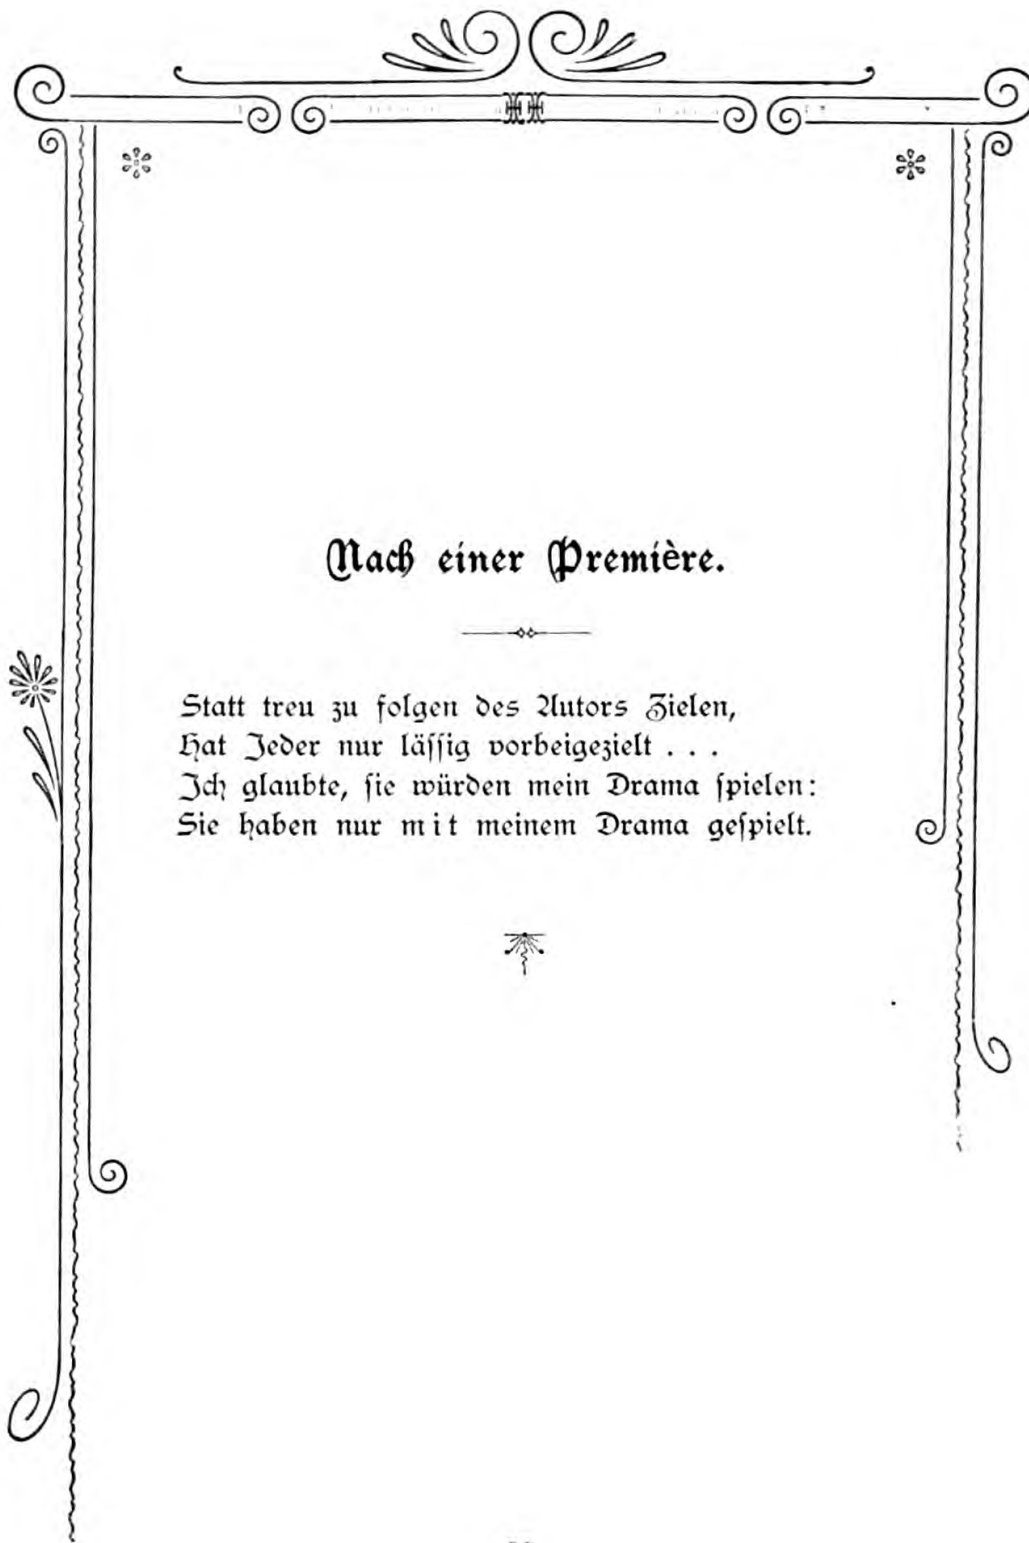 Nach einer Première.
Statt treu zu folgen des Autors Zielen,
Hat Jeder nur lässig vorbeigezielt . . .
Ich glaubte, sie würden mein Drama spielen:
Sie haben nur mit meinem Drama gespielt.